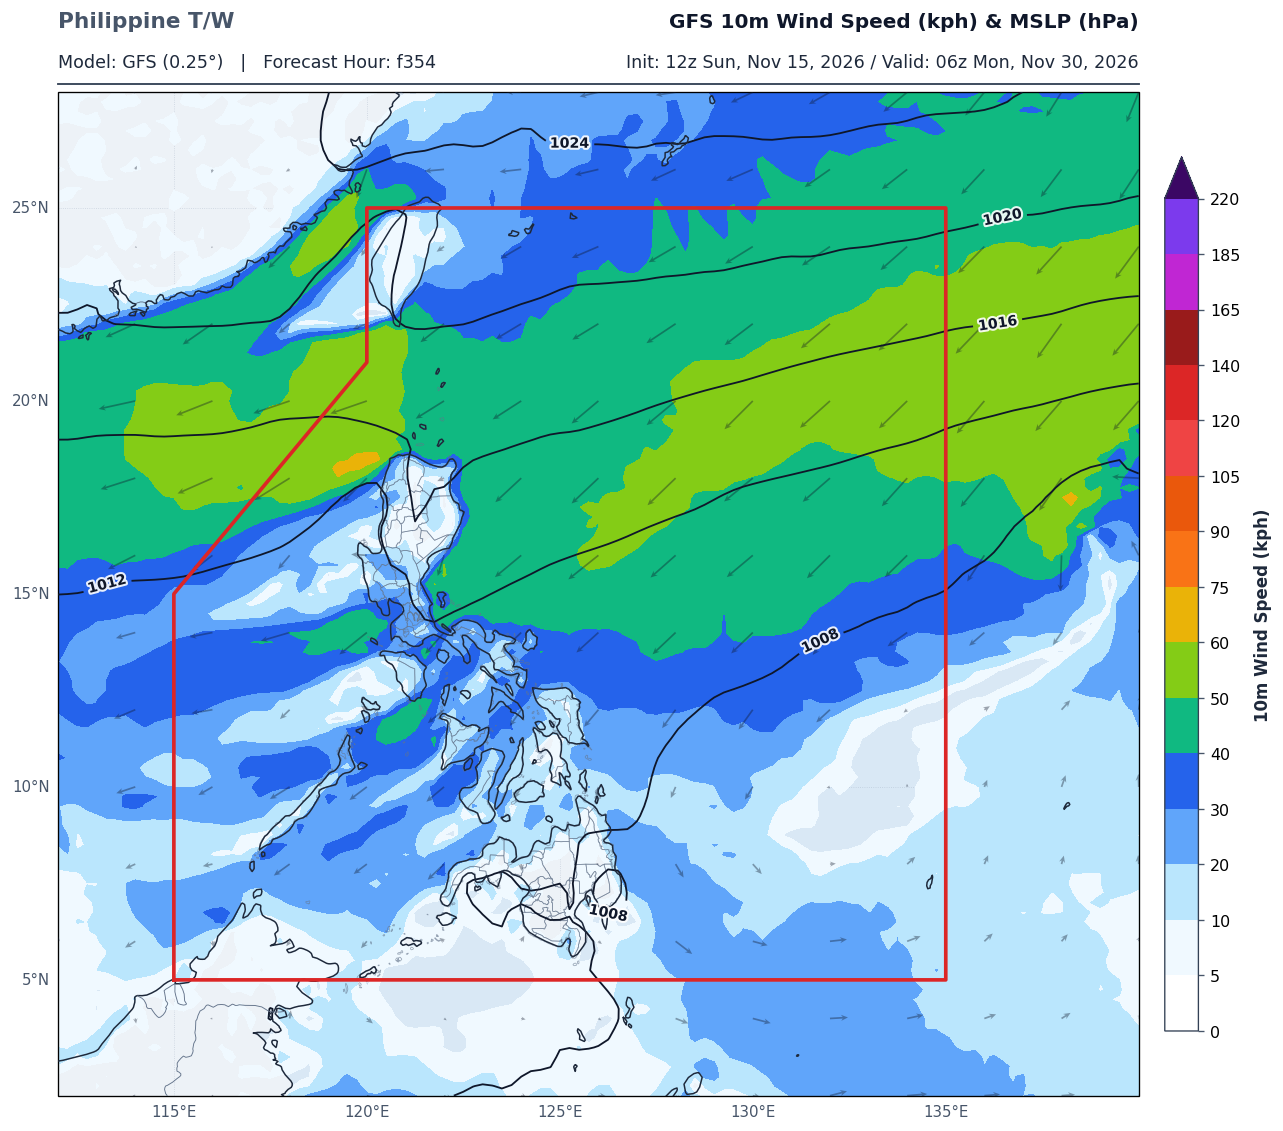 Philippine T/W
GFS 10m Wind Speed (kph) & MSLP (hPa)
Model: GFS (0.25°)   |   Forecast Hour: f354
Init: 12z Sun, Nov 15, 2026 / Valid: 06z Mon, Nov 30, 2026
1024
1020
1016
1012
1008
1008
25°N
20°N
15°N
10°N
5°N
115°E
120°E
125°E
130°E
135°E
220
185
165
140
120
105
90
75
60
50
40
30
20
10
5
0
10m Wind Speed (kph)